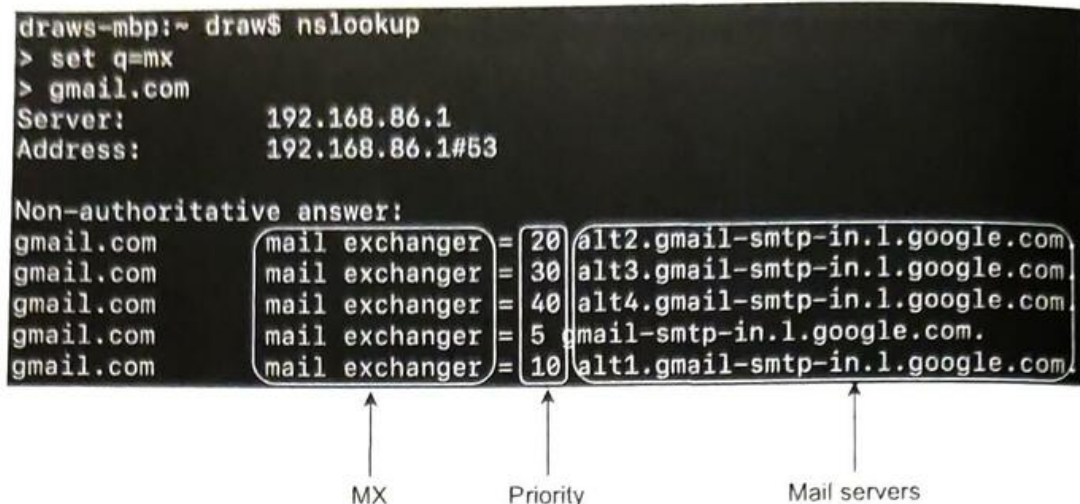 draws-mbp:~ draw$ nslookup
> set q=mx
> gmail.com
Server: 192.168.86.1
Address: 192.168.86.1#53
Non-authoritative answer:
gmail.com mail exchanger = 20 alt2.gmail-smtp-in.l.google.com.
gmail.com mail exchanger = 30 alt3.gmail-smtp-in.l.google.com.
gmail.com mail exchanger = 40 alt4.gmail-smtp-in.l.google.com.
gmail.com mail exchanger = 5 gmail-smtp-in.l.google.com.
gmail.com mail exchanger = 10 alt1.gmail-smtp-in.l.google.com.
MX Priority Mail servers